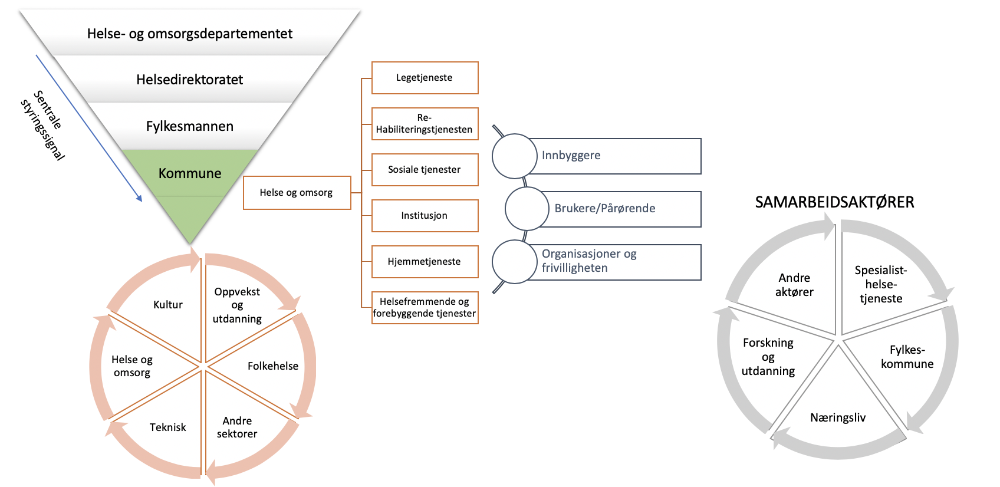 Helse- og omsorgsdepartementet
Helsedirektoratet
Fylkesmannen
Kommune
Sentrale
styringssignal
Helse og omsorg
Legetjeneste
Re-
Habiliteringstjenesten
Sosiale tjenester
Institusjon
Hjemmetjeneste
Helsefremmende og
forebyggende tjenester
Innbyggere
Brukere/Pårørende
Organisasjoner og
frivilligheten
Kultur
Oppvekst
og
utdanning
Folkehelse
Andre
sektorer
Teknisk
Helse og
omsorg
SAMARBEIDSAKTØRER
Andre
aktører
Spesialist-
helse-
tjeneste
Fylkes-
kommune
Næringsliv
Forskning
og
utdanning